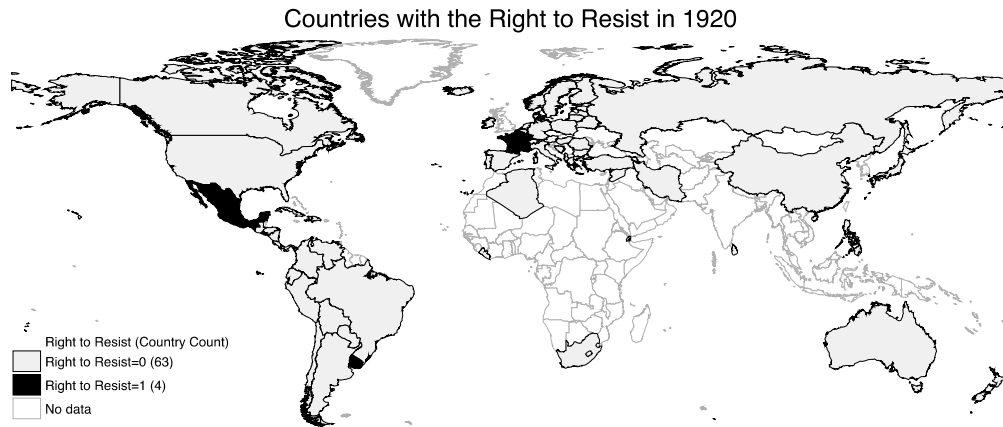 Countries with the Right to Resist in 1920
Right to Resist (Country Count)
Right to Resist=0 (63)
Right to Resist=1 (4)
No data